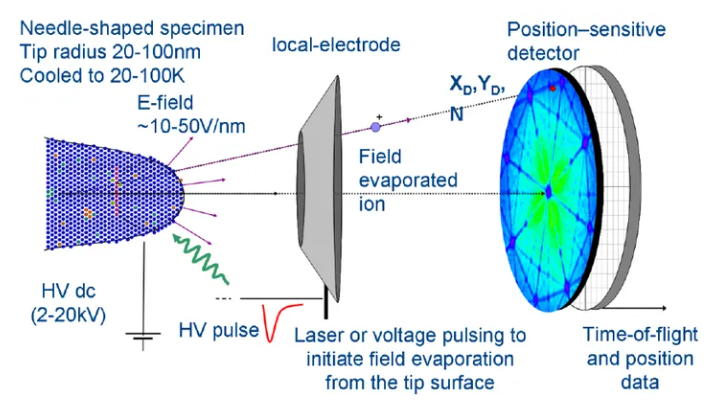 Needle-shaped specimen
Tip radius 20-100nm
Cooled to 20-100K
E-field
~10-50V/nm
local-electrode
Position–sensitive
detector
X_D,Y_D,
N
+
Field
evaporated
ion
HV dc
(2-20kV)
HV pulse
Laser or voltage pulsing to
initiate field evaporation
from the tip surface
Time-of-flight
and position
data